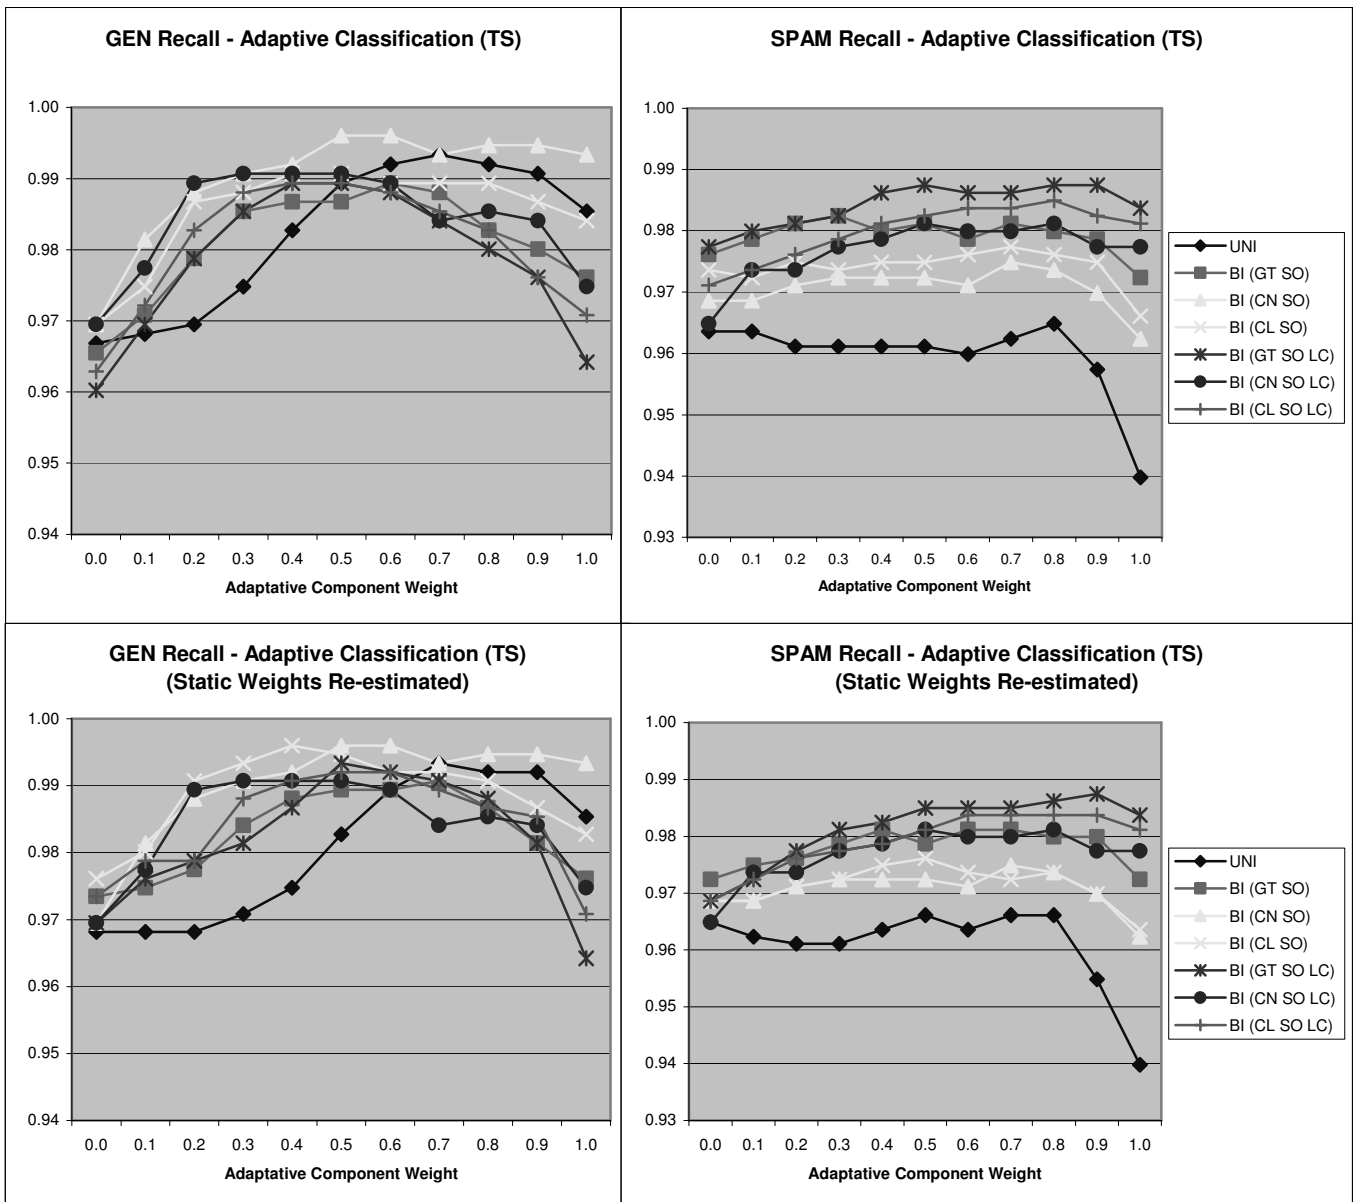 GEN Recall - Adaptive Classification (TS)
1.00
0.99
0.98
0.97
0.96
0.95
0.94
0.0 0.1 0.2 0.3 0.4 0.5 0.6 0.7 0.8 0.9 1.0
Adaptative Component Weight
SPAM Recall - Adaptive Classification (TS)
1.00
0.99
0.98
0.97
0.96
0.95
0.94
0.93
0.0 0.1 0.2 0.3 0.4 0.5 0.6 0.7 0.8 0.9 1.0
Adaptative Component Weight
UNI
BI (GT SO)
BI (CN SO)
BI (CL SO)
BI (GT SO LC)
BI (CN SO LC)
BI (CL SO LC)
GEN Recall - Adaptive Classification (TS)
(Static Weights Re-estimated)
1.00
0.99
0.98
0.97
0.96
0.95
0.94
0.0 0.1 0.2 0.3 0.4 0.5 0.6 0.7 0.8 0.9 1.0
Adaptative Component Weight
SPAM Recall - Adaptive Classification (TS)
(Static Weights Re-estimated)
1.00
0.99
0.98
0.97
0.96
0.95
0.94
0.93
0.0 0.1 0.2 0.3 0.4 0.5 0.6 0.7 0.8 0.9 1.0
Adaptative Component Weight
UNI
BI (GT SO)
BI (CN SO)
BI (CL SO)
BI (GT SO LC)
BI (CN SO LC)
BI (CL SO LC)